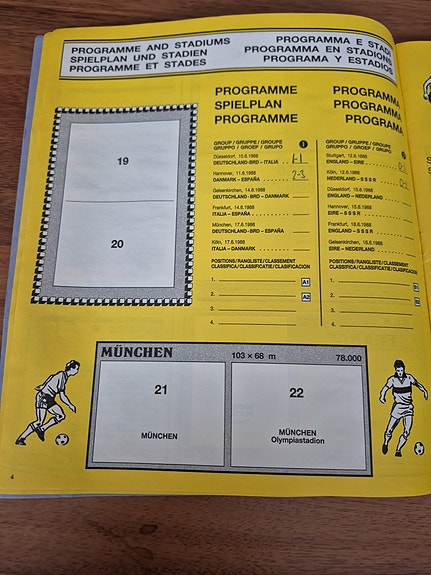 PROGRAMME AND STADIUMS
SPIELPLAN UND STADIEN
PROGRAMME ET STADES
PROGRAMMA E STADI
PROGRAMMA EN STADIONS
PROGRAMA Y ESTADIOS
PROGRAMME
SPIELPLAN
PROGRAMME
GROUP/GRUPPE/GROUPE
GRUPPO/GROEP/GRUPO
1
Düsseldorf, 10.6.1988
DEUTSCHLAND-BRD – ITALIA 1-1
Hannover, 11.6.1988
DANMARK – ESPAÑA 2-3
Gelsenkirchen, 14.6.1988
DEUTSCHLAND-BRD – DANMARK
Frankfurt, 14.6.1988
ITALIA – ESPAÑA
München, 17.6.1988
DEUTSCHLAND-BRD – ESPAÑA
Köln, 17.6.1988
ITALIA – DANMARK
POSITIONS/RANGLISTE/CLASSEMENT
CLASSIFICA/CLASSIFICATIE/CLASIFICACION
1. A1
2. A2
3.
4.
PROGRAMMA
PROGRAMMA
PROGRAMA
GROUP/GRUPPE/GROUPE
GRUPPO/GROEP/GRUPO
Stuttgart, 12.6.1988
ENGLAND – EIRE
Köln, 12.6.1988
NEDERLAND – SSSR
Düsseldorf, 15.6.1988
ENGLAND – NEDERLAND
Hannover, 15.6.1988
EIRE – SSSR
Frankfurt, 18.6.1988
ENGLAND – SSSR
Gelsenkirchen, 18.6.1988
EIRE – NEDERLAND
POSITIONS/RANGLISTE/CLASSEMENT
CLASSIFICA/CLASSIFICATIE/CLASIFICACION
1.
2.
3.
4.
19
20
MÜNCHEN 103 × 68 m 78.000
21
MÜNCHEN
22
MÜNCHEN
Olympiastadion
4